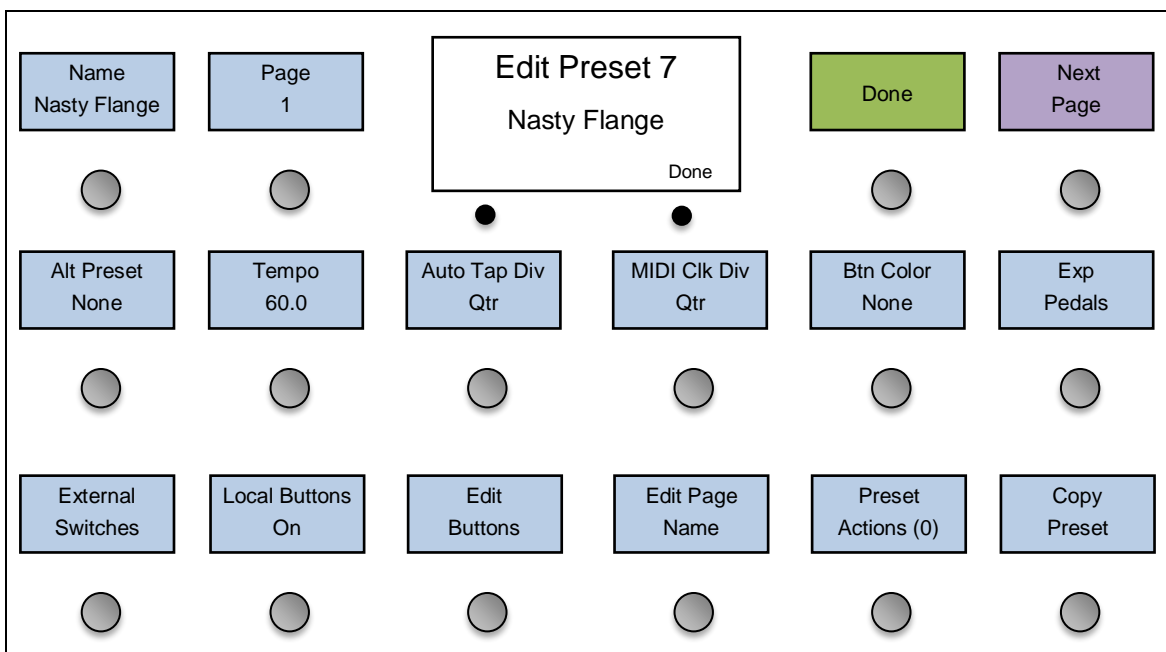 Name
Nasty Flange
Page
1
Edit Preset 7
Nasty Flange
Done
Done
Next
Page
Alt Preset
None
Tempo
60.0
Auto Tap Div
Qtr
MIDI Clk Div
Qtr
Btn Color
None
Exp
Pedals
External
Switches
Local Buttons
On
Edit
Buttons
Edit Page
Name
Preset
Actions (0)
Copy
Preset